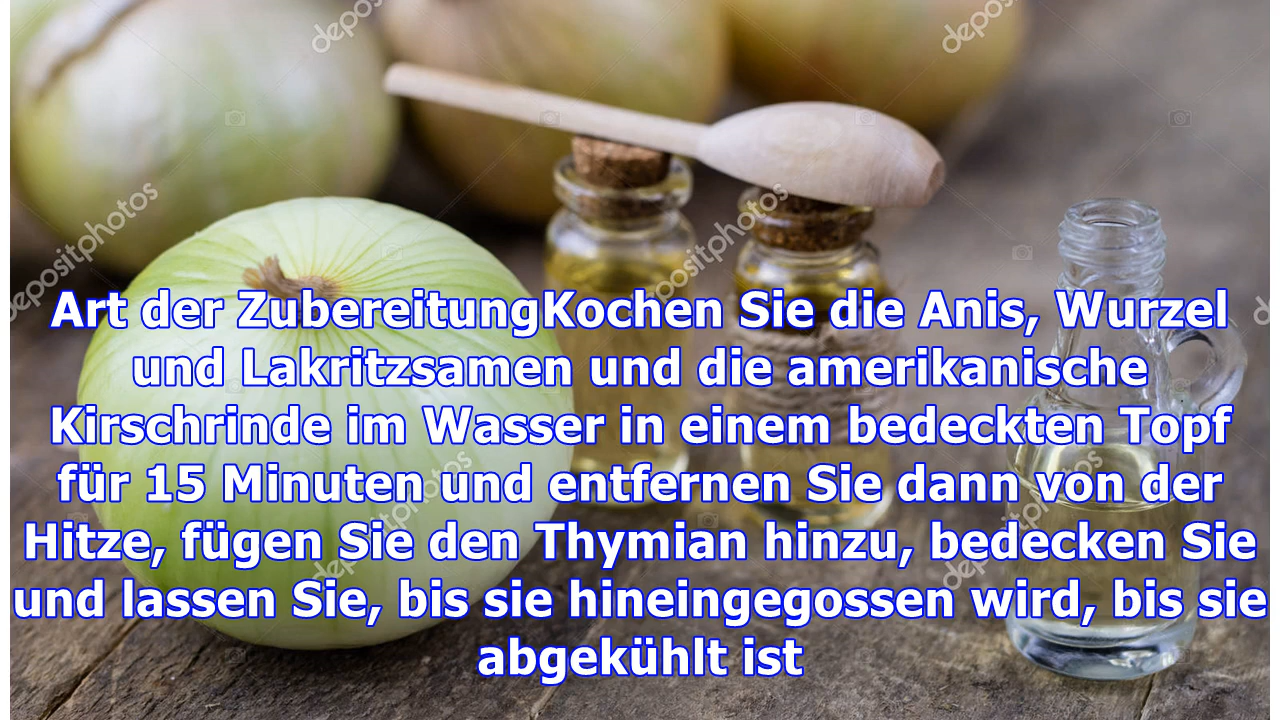 depositphotos
depositphotos
Art der ZubereitungKochen Sie die Anis, Wurzel
und Lakritzsamen und die amerikanische
Kirschrinde im Wasser in einem bedeckten Topf
für 15 Minuten und entfernen Sie dann von der
Hitze, fügen Sie den Thymian hinzu, bedecken Sie
und lassen Sie, bis sie hineingegossen wird, bis sie
abgekühlt ist